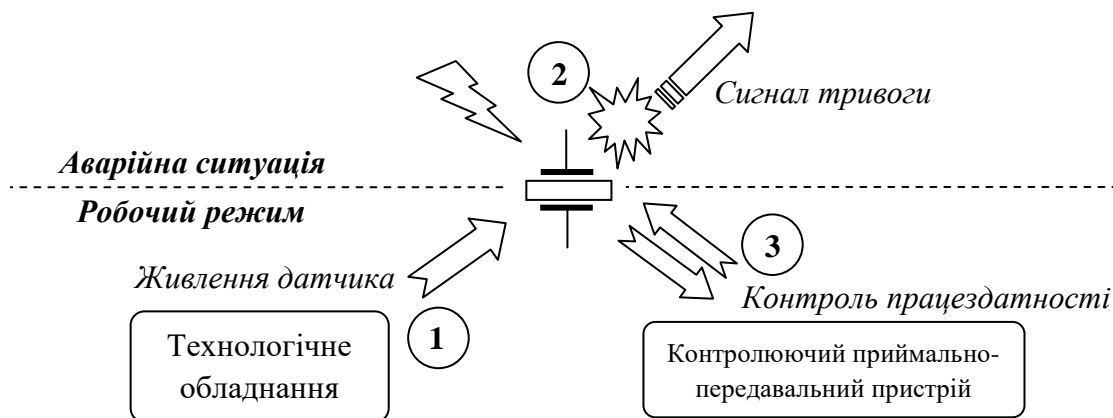 2
Сигнал тривоги
Аварійна ситуація
Робочий режим
3
Живлення датчика
Контроль працездатності
1
Технологічне
обладнання
Контролюючий приймально-
передавальний пристрій